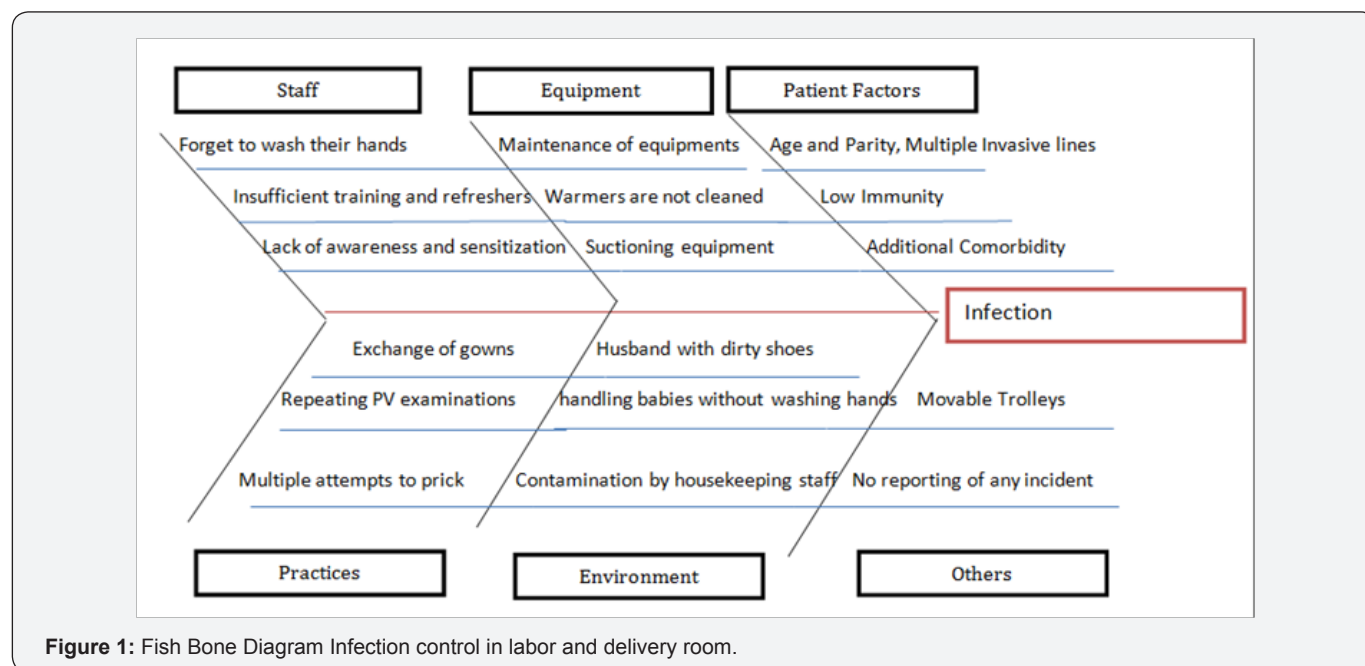 Staff
Equipment
Patient Factors
Forget to wash their hands
Maintenance of equipments
Age and Parity, Multiple Invasive lines
Insufficient training and refreshers
Warmers are not cleaned
Low Immunity
Lack of awareness and sensitization
Suctioning equipment
Additional Comorbidity
Infection
Exchange of gowns
Husband with dirty shoes
Repeating PV examinations
handling babies without washing hands
Movable Trolleys
Multiple attempts to prick
Contamination by housekeeping staff
No reporting of any incident
Practices
Environment
Others
Figure 1: Fish Bone Diagram Infection control in labor and delivery room.